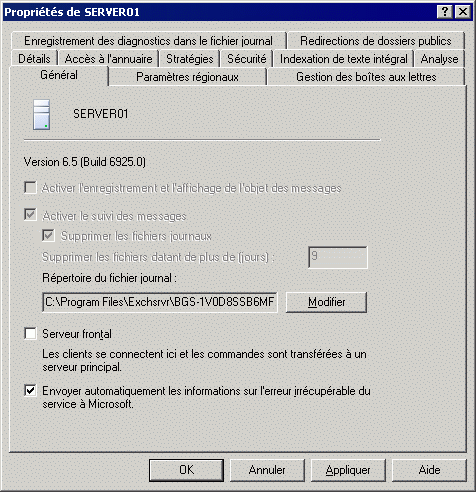 Propriétés de SERVER01
Enregistrement des diagnostics dans le fichier journal
Redirections de dossiers publics
Détails
Accès à l'annuaire
Stratégies
Sécurité
Indexation de texte intégral
Analyse
Général
Paramètres régionaux
Gestion des boîtes aux lettres
SERVER01
Version 6.5 (Build 6925.0)
Activer l'enregistrement et l'affichage de l'objet des messages
Activer le suivi des messages
Supprimer les fichiers journaux
Supprimer les fichiers datant de plus de (jours) :
9
Répertoire du fichier journal :
C:\Program Files\Exchsrvr\BGS-1V0D8SSB6MF
Modifier
Serveur frontal
Les clients se connectent ici et les commandes sont transférées à un
serveur principal.
Envoyer automatiquement les informations sur l'erreur irrécupérable du
service à Microsoft.
OK
Annuler
Appliquer
Aide